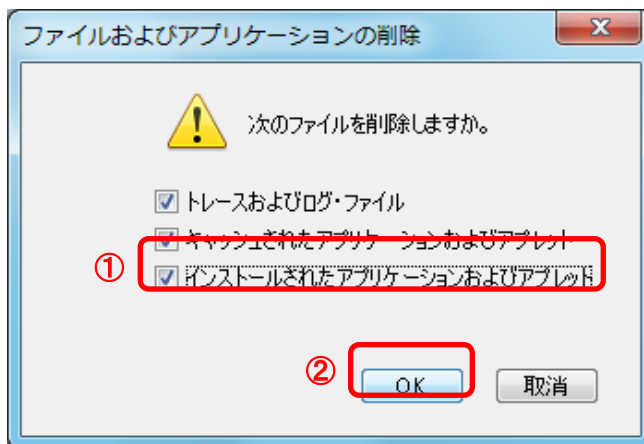 ファイルおよびアプリケーションの削除
次のファイルを削除しますか。
トレースおよびログ・ファイル
キャッシュされたアプリケーションおよびアプレット
①
インストールされたアプリケーションおよびアプレット
②
OK
取消